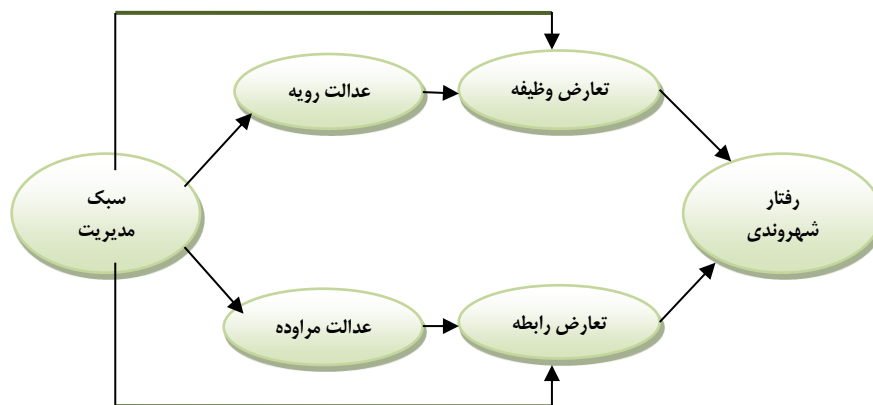 عدالت رویه
تعارض وظیفه
سبک
مدیریت
رفتار
شهروندی
عدالت مراوده
تعارض رابطه